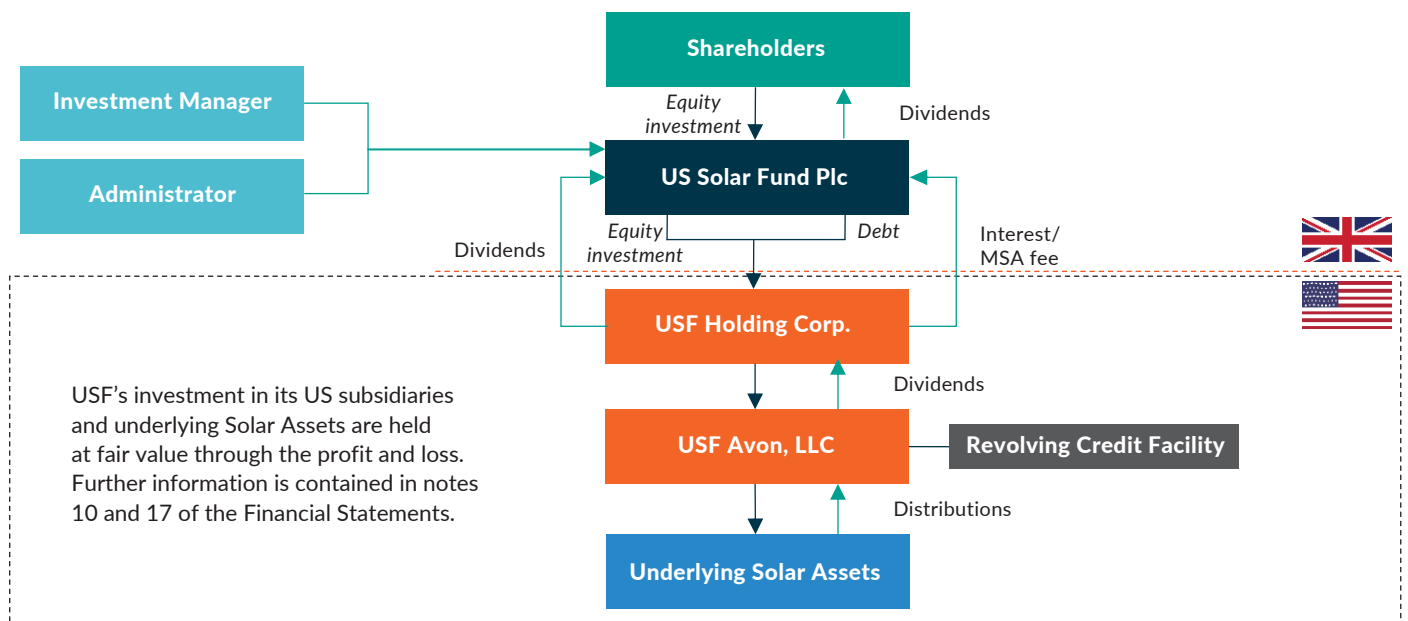 Shareholders
Investment Manager
Equity
investment
Dividends
Administrator
US Solar Fund Plc
Dividends
Equity
investment
Debt
Interest/
MSA fee
USF Holding Corp.
USF's investment in its US subsidiaries
and underlying Solar Assets are held
at fair value through the profit and loss.
Further information is contained in notes
10 and 17 of the Financial Statements.
Dividends
USF Avon, LLC
Revolving Credit Facility
Distributions
Underlying Solar Assets